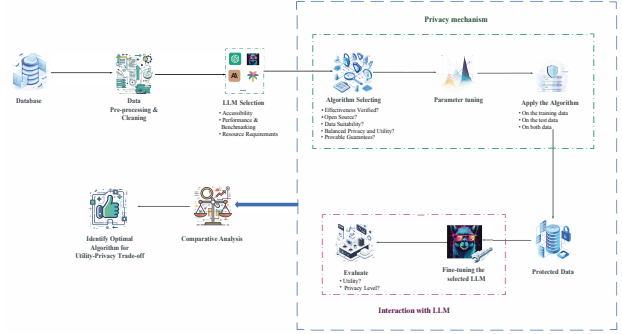 Privacy mechanism
Database
Data
Pre-processing &
Cleaning
LLM Selection
• Accessibility
• Performance &
Benchmarking
• Resource Requirements
Algorithm Selecting
• Effectiveness Verified?
• Open Source?
• Data Suitability?
• Balanced Privacy and Utility?
• Provable Guarantees?
Parameter tuning
Apply the Algorithm
• On the training data
• On the test data
• On both data
Identify Optimal
Algorithm for
Utility-Privacy Trade-off
Comparative Analysis
Evaluate
• Utility?
• Privacy Level?
Fine-tuning the
selected LLM
Protected Data
Interaction with LLM